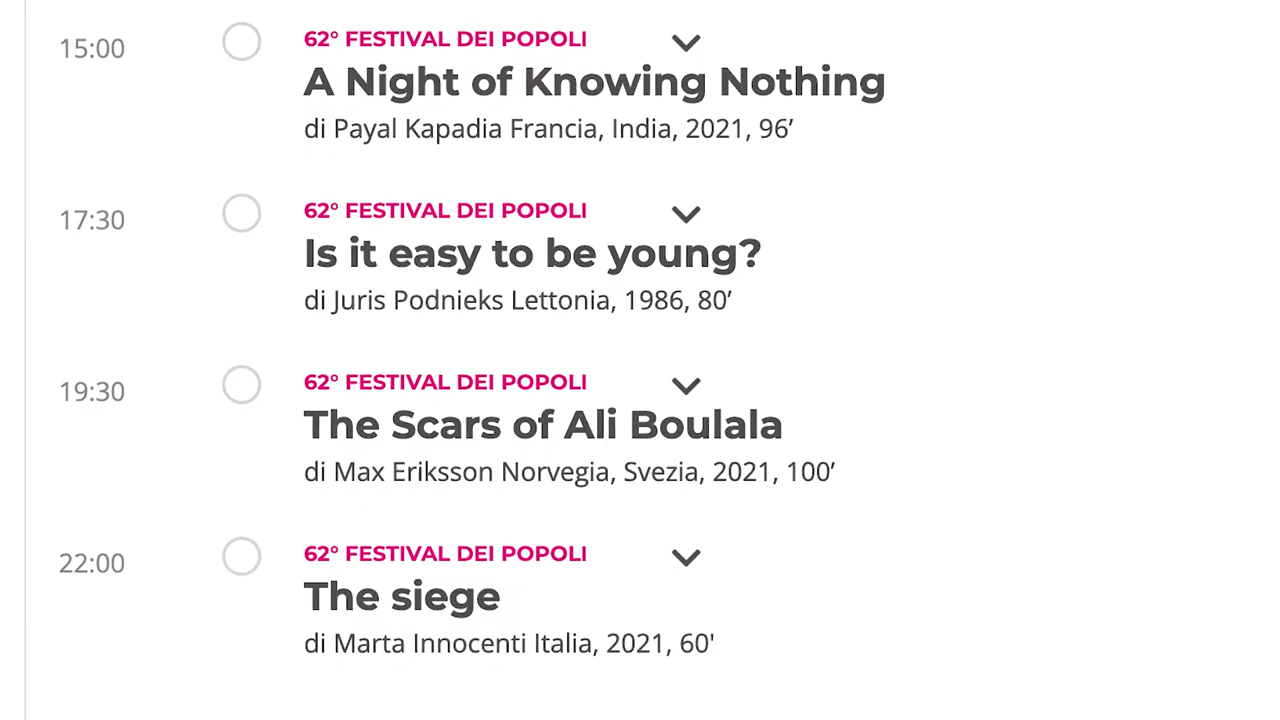 15:00
62° FESTIVAL DEI POPOLI
A Night of Knowing Nothing
di Payal Kapadia Francia, India, 2021, 96’
17:30
62° FESTIVAL DEI POPOLI
Is it easy to be young?
di Juris Podnieks Lettonia, 1986, 80’
19:30
62° FESTIVAL DEI POPOLI
The Scars of Ali Boulala
di Max Eriksson Norvegia, Svezia, 2021, 100’
22:00
62° FESTIVAL DEI POPOLI
The siege
di Marta Innocenti Italia, 2021, 60'